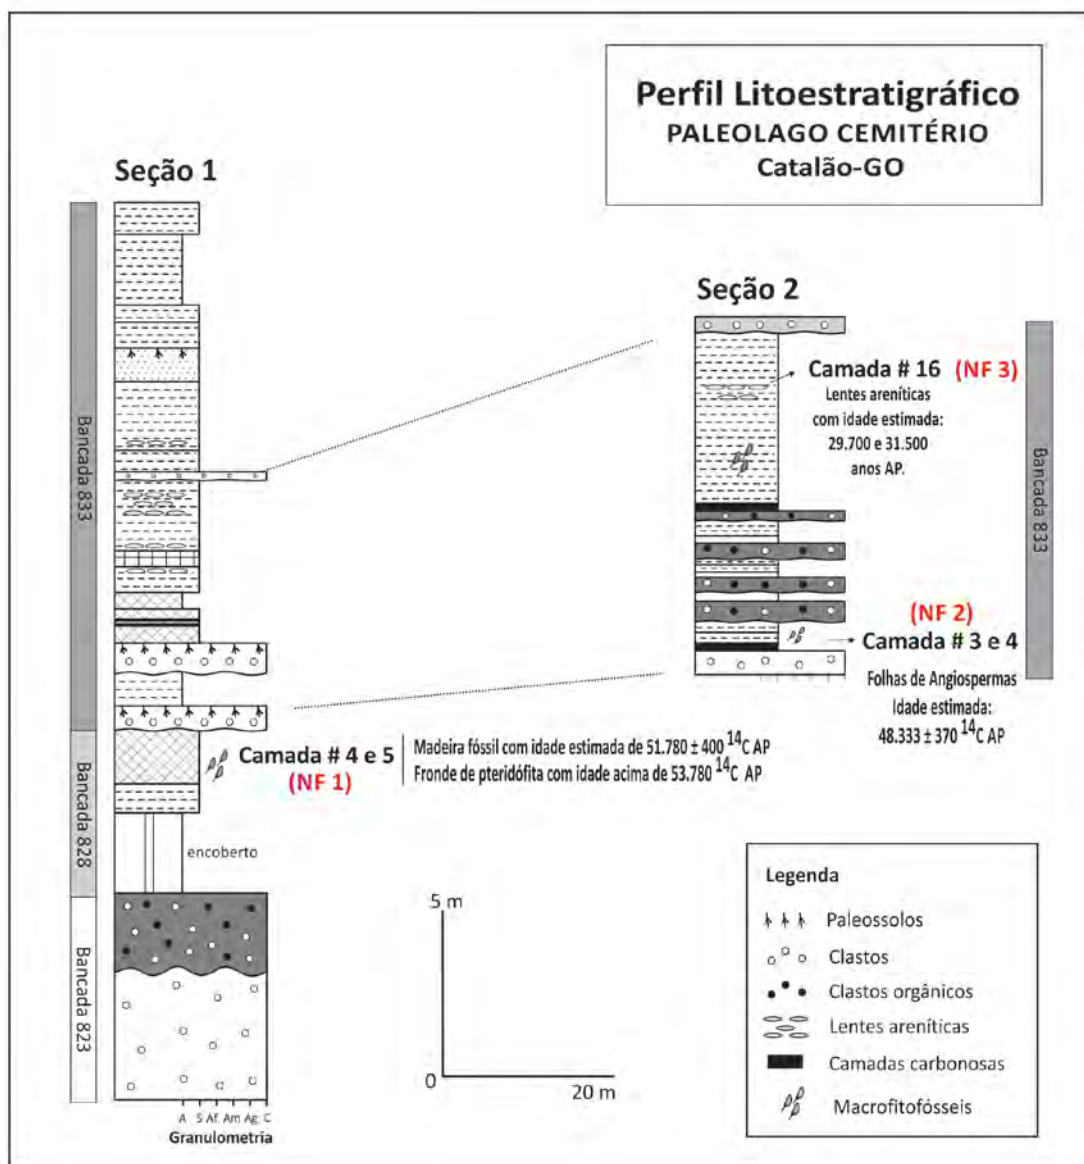 Perfil Litoestratigráfico
PALEOLAGO CEMITÉRIO
Catalão-GO
Seção 1
Bancada 833
Bancada 828
Bancada 823
Camada # 4 e 5
(NF 1)
Madeira fóssil com idade estimada de 51.780 ± 400 14C AP
Fronde de pteridófita com idade acima de 53.780 14C AP
encoberto
A S Af Am Ag C
Granulometria
Seção 2
Camada # 16 (NF 3)
Lentes areníticas
com idade estimada:
29.700 e 31.500
anos AP.
Bancada 833
(NF 2)
Camada # 3 e 4
Folhas de Angiospermas
Idade estimada:
48.333 ± 370 14C AP
5 m
0
20 m
Legenda
Paleossolos
Clastos
Clastos orgânicos
Lentes areníticas
Camadas carbonosas
Macrofitofósseis